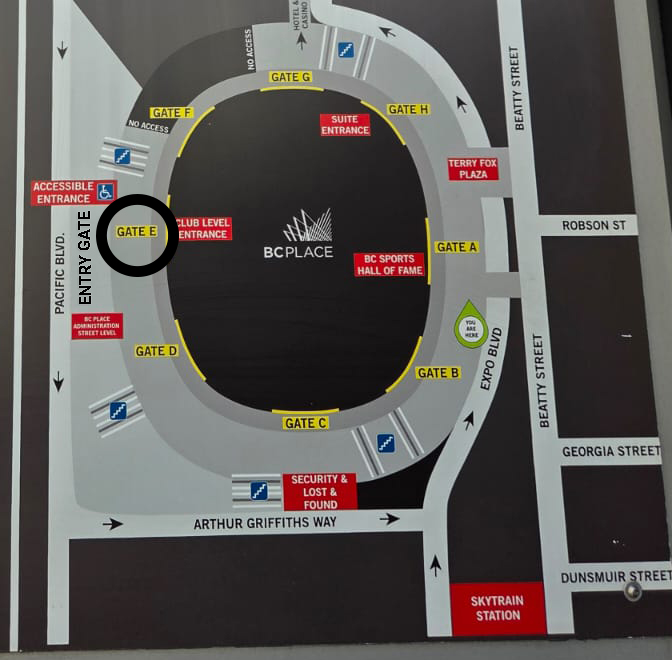 HOTEL &
CASINO
NO ACCESS
BEATTY STREET
GATE G
GATE F
GATE H
NO ACCESS
SUITE
ENTRANCE
TERRY FOX
PLAZA
ACCESSIBLE
ENTRANCE
ENTRY GATE
GATE E
CLUB LEVEL
ENTRANCE
BC PLACE
ROBSON ST
GATE A
BC SPORTS
HALL OF FAME
PACIFIC BLVD.
BC PLACE
ADMINISTRATION
STREET LEVEL
YOU
ARE
HERE
EXPO BLVD
BEATTY STREET
GATE D
GATE B
GATE C
GEORGIA STREET
SECURITY &
LOST &
FOUND
ARTHUR GRIFFITHS WAY
DUNSMUIR STREET
SKYTRAIN
STATION